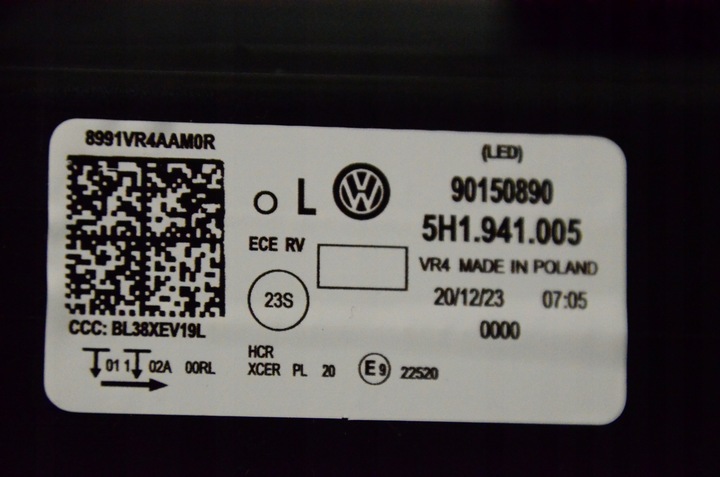 8991VR4AAM0R
CCC: BL38XEV19L
01 1 02A 00RL
L
ECE RV
23S
HCR
XCER PL 20 E9 22520
(LED)
90150890
5H1.941.005
VR4 MADE IN POLAND
20/12/23 07:05
0000